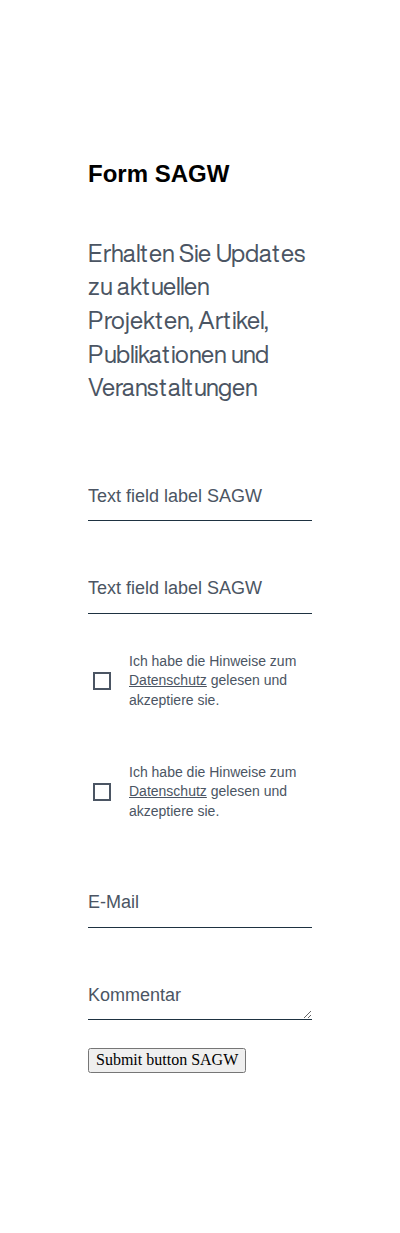 Form SAGW
Erhalten Sie Updates
zu aktuellen
Projekten, Artikel,
Publikationen und
Veranstaltungen
Text field label SAGW
Text field label SAGW
Ich habe die Hinweise zum
Datenschutz gelesen und
akzeptiere sie.
Ich habe die Hinweise zum
Datenschutz gelesen und
akzeptiere sie.
E-Mail
Kommentar
Submit button SAGW